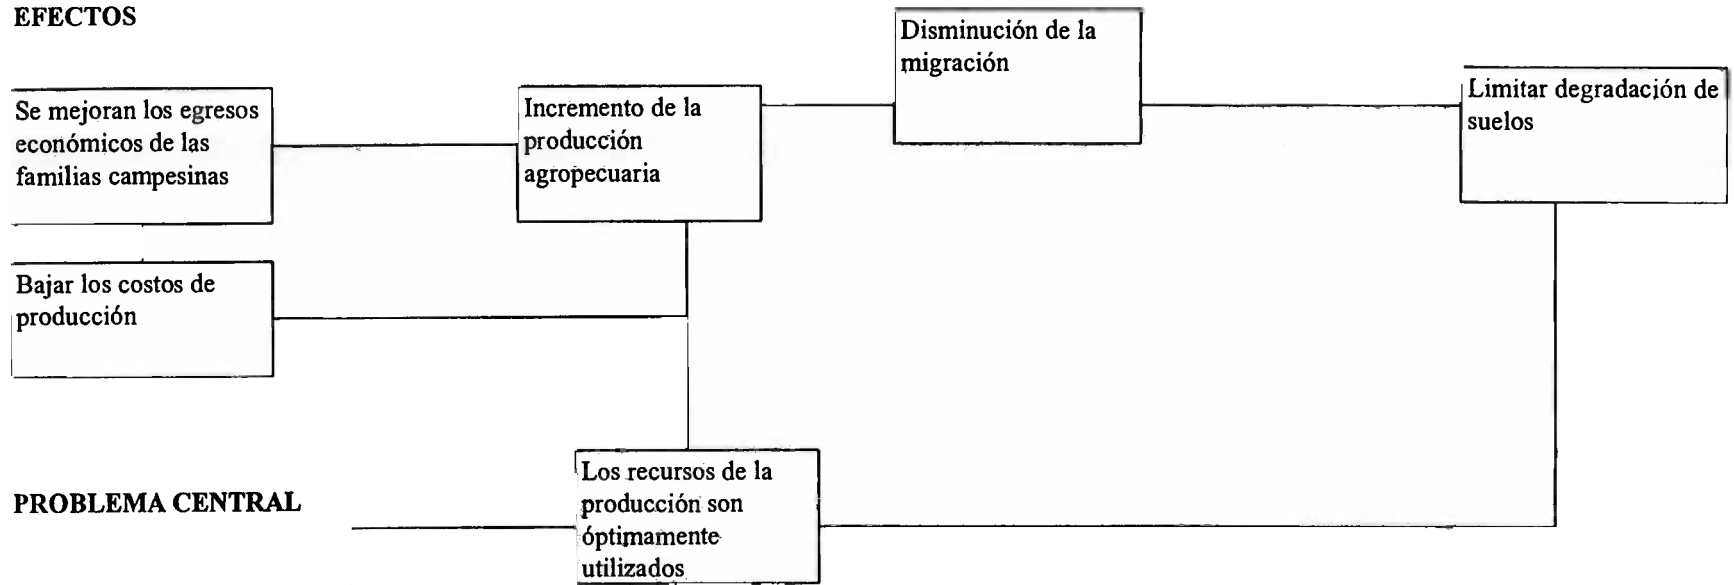 EFECTOS
Disminución de la
migración
Limitar degradación de
suelos
Se mejoran los egresos
económicos de las
familias campesinas
Incremento de la
producción
agropecuaria
Bajar los costos de
producción
PROBLEMA CENTRAL
Los recursos de la
producción son
óptimamente
utilizados